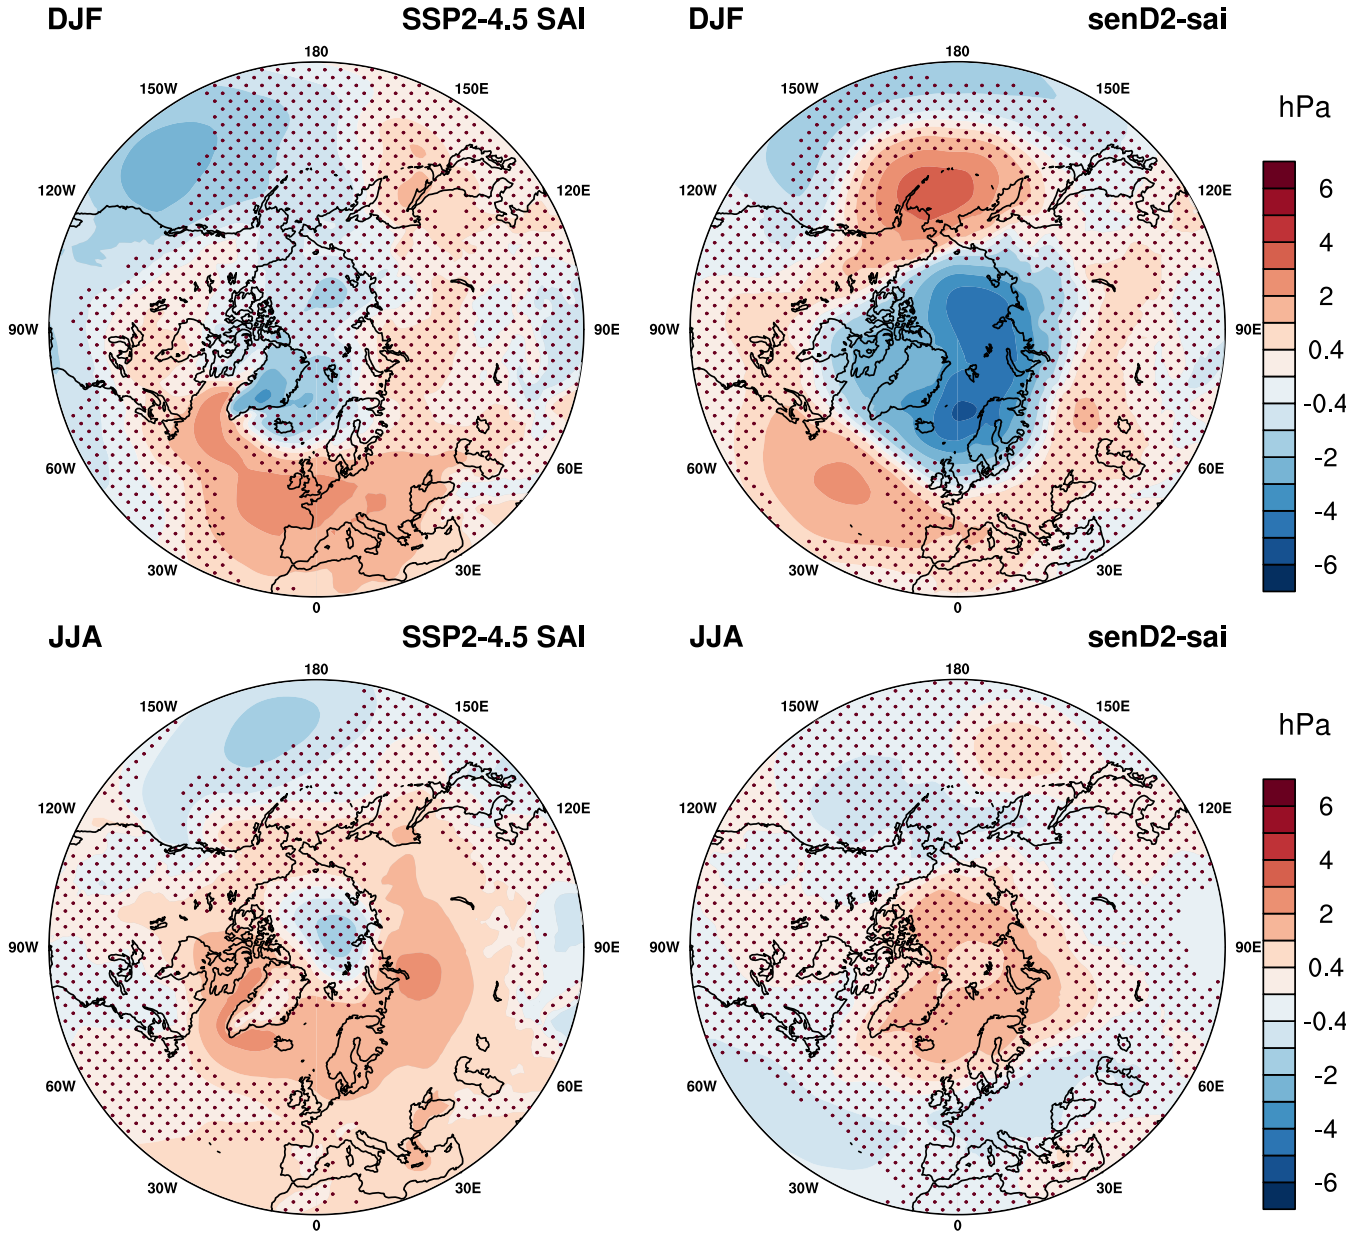 DJF SSP2-4.5 SAI DJF senD2-sai
180 180
150W 150E 150W 150E hPa
120W 120E 120W 120E 6
4
2
90W 90E 90W 90E 0.4
-0.4
60W 60E 60W 60E -2
-4
30W 30E 30W 30E -6
0 0
JJA SSP2-4.5 SAI JJA senD2-sai
180 180
150W 150E 150W 150E hPa
120W 120E 120W 120E 6
4
2
90W 90E 90W 90E 0.4
-0.4
60W 60E 60W 60E -2
-4
30W 30E 30W 30E -6
0 0